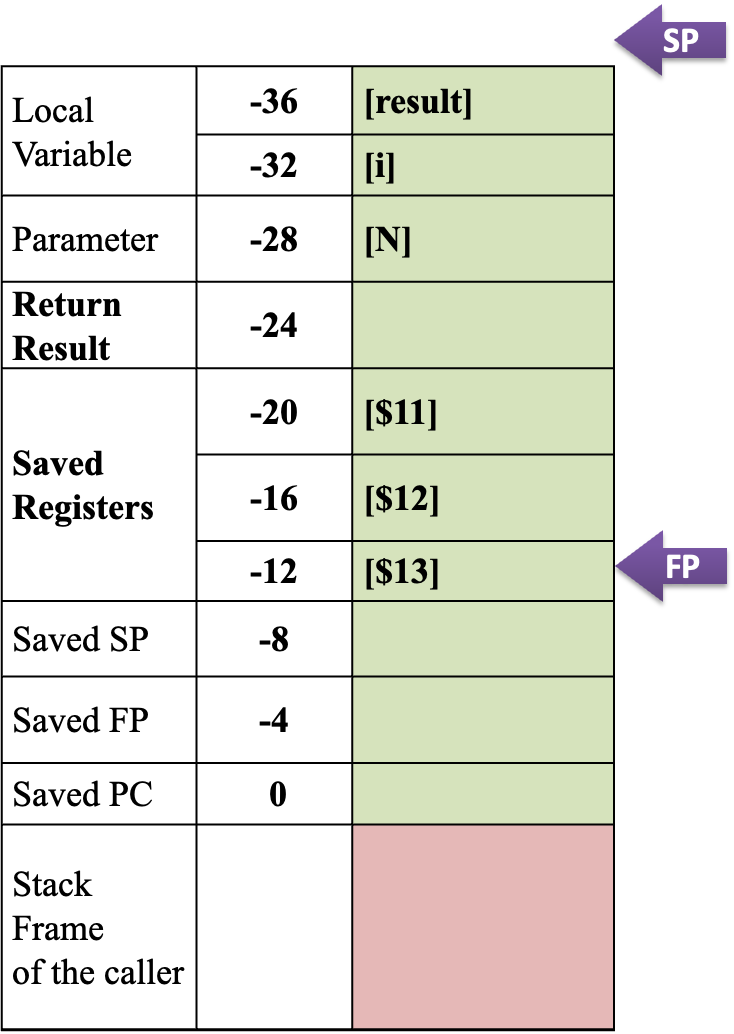 SP
Local
Variable
-36
[result]
-32
[i]
Parameter
-28
[N]
Return
Result
-24
Saved
Registers
-20
[$11]
-16
[$12]
-12
[$13]
FP
Saved SP
-8
Saved FP
-4
Saved PC
0
Stack
Frame
of the caller